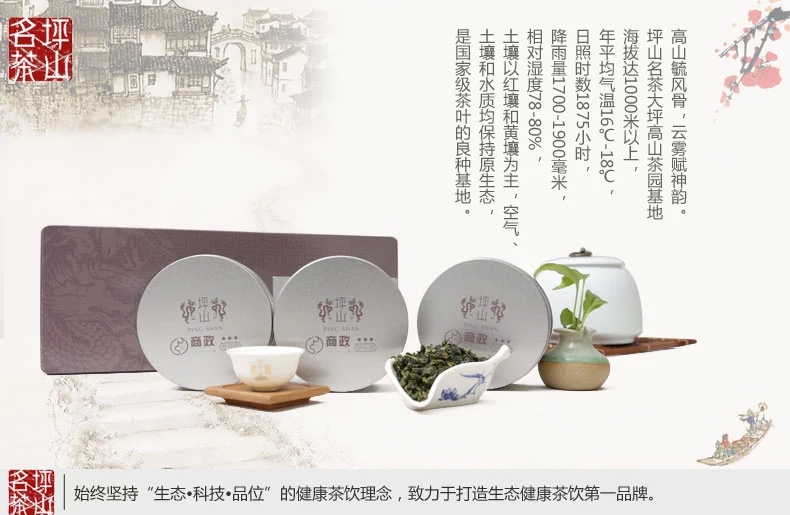 坪山名茶
高山毓风骨，云雾赋神韵。
坪山名茶大坪高山茶园基地
海拔达1000米以上，
年平均气温16℃-18℃，
日照时数1875小时，
降雨量1700-1900毫米，
相对湿度78-80%，
土壤以红壤和黄壤为主，空气、
土壤和水质均保持原生态，
是国家级茶叶的良种基地。
坪山
PING SHAN
商政
坪山
PING SHAN
商政
坪山
PING SHAN
商政
坪山名茶
始终坚持“生态•科技•品位”的健康茶饮理念，致力于打造生态健康茶饮第一品牌。